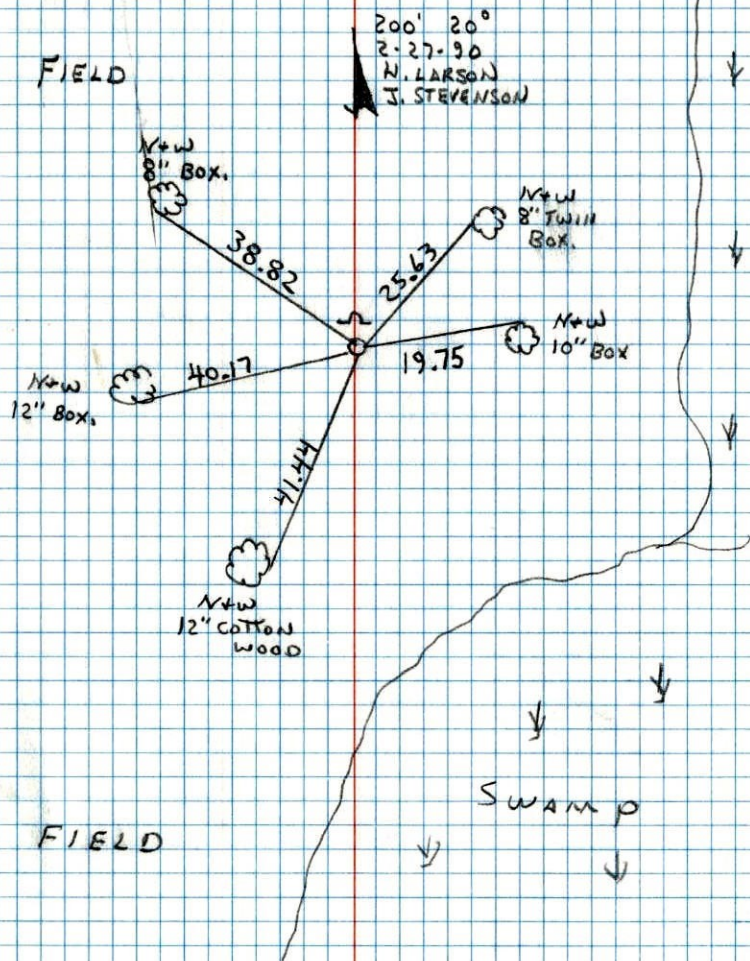 200' 20°
2-27-90
N. LARSON
J. STEVENSON
FIELD
N+W
8" BOX.
N+W
8" TWIN
BOX.
38.82
25.63
N+W
10" BOX
19.75
40.17
N+W
12" BOX.
41.44
N+W
12" COTTON
WOOD
SWAMP
FIELD